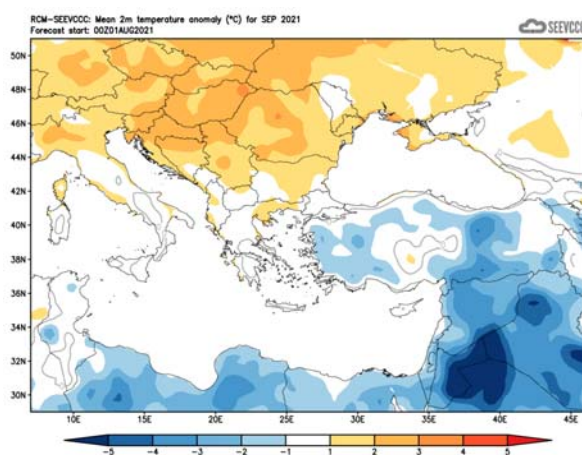 RCM-SEEVCCC: Mean 2m temperature anomaly (°C) for SEP 2021
Forecast start: 00Z01AUG2021
SEEVCCC
50N
48N
46N
44N
42N
40N
38N
36N
34N
32N
30N
10E 15E 20E 25E 30E 35E 40E 45E
-5 -4 -3 -2 -1 1 2 3 4 5